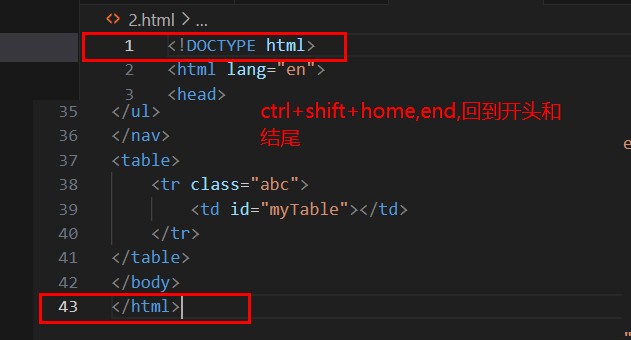 <> 2.html > ...
1 <!DOCTYPE html>
2 <html lang="en">
3 <head>
35 </ul>
36 </nav>
37 <table>
38 <tr class="abc">
39 <td id="myTable"></td>
40 </tr>
41 </table>
42 </body>
43 </html>
ctrl+shift+home,end,回到开头和
结尾
e
"